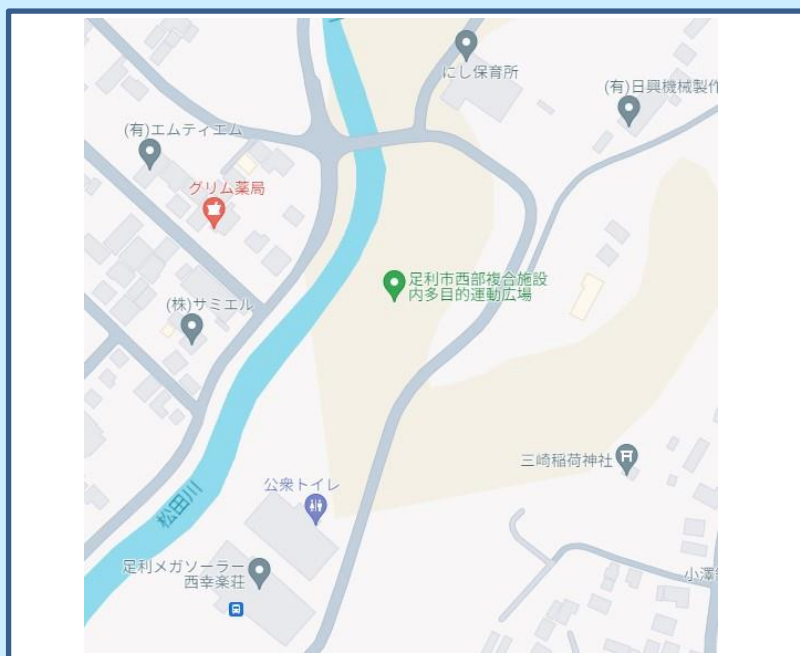 にし保育所
(有)日興機械製作
(有)エムティエム
グリム薬局
足利市西部複合施設
内多目的運動広場
(株)サミエル
三崎稲荷神社
公衆トイレ
松田川
足利メガソーラー
西幸楽荘
小澤